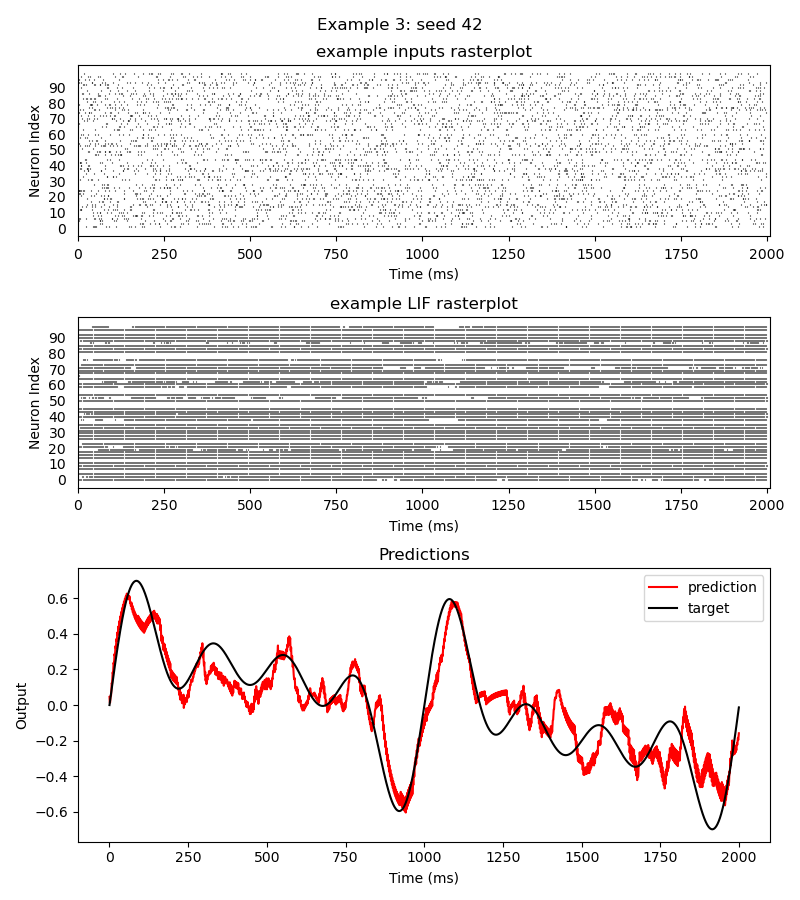 Example 3: seed 42
example inputs rasterplot
Neuron Index
90
80
70
60
50
40
30
20
10
0
0 250 500 750 1000 1250 1500 1750 2000
Time (ms)
example LIF rasterplot
Neuron Index
90
80
70
60
50
40
30
20
10
0
0 250 500 750 1000 1250 1500 1750 2000
Time (ms)
Predictions
Output
0.6
0.4
0.2
0.0
−0.2
−0.4
−0.6
prediction
target
0 250 500 750 1000 1250 1500 1750 2000
Time (ms)